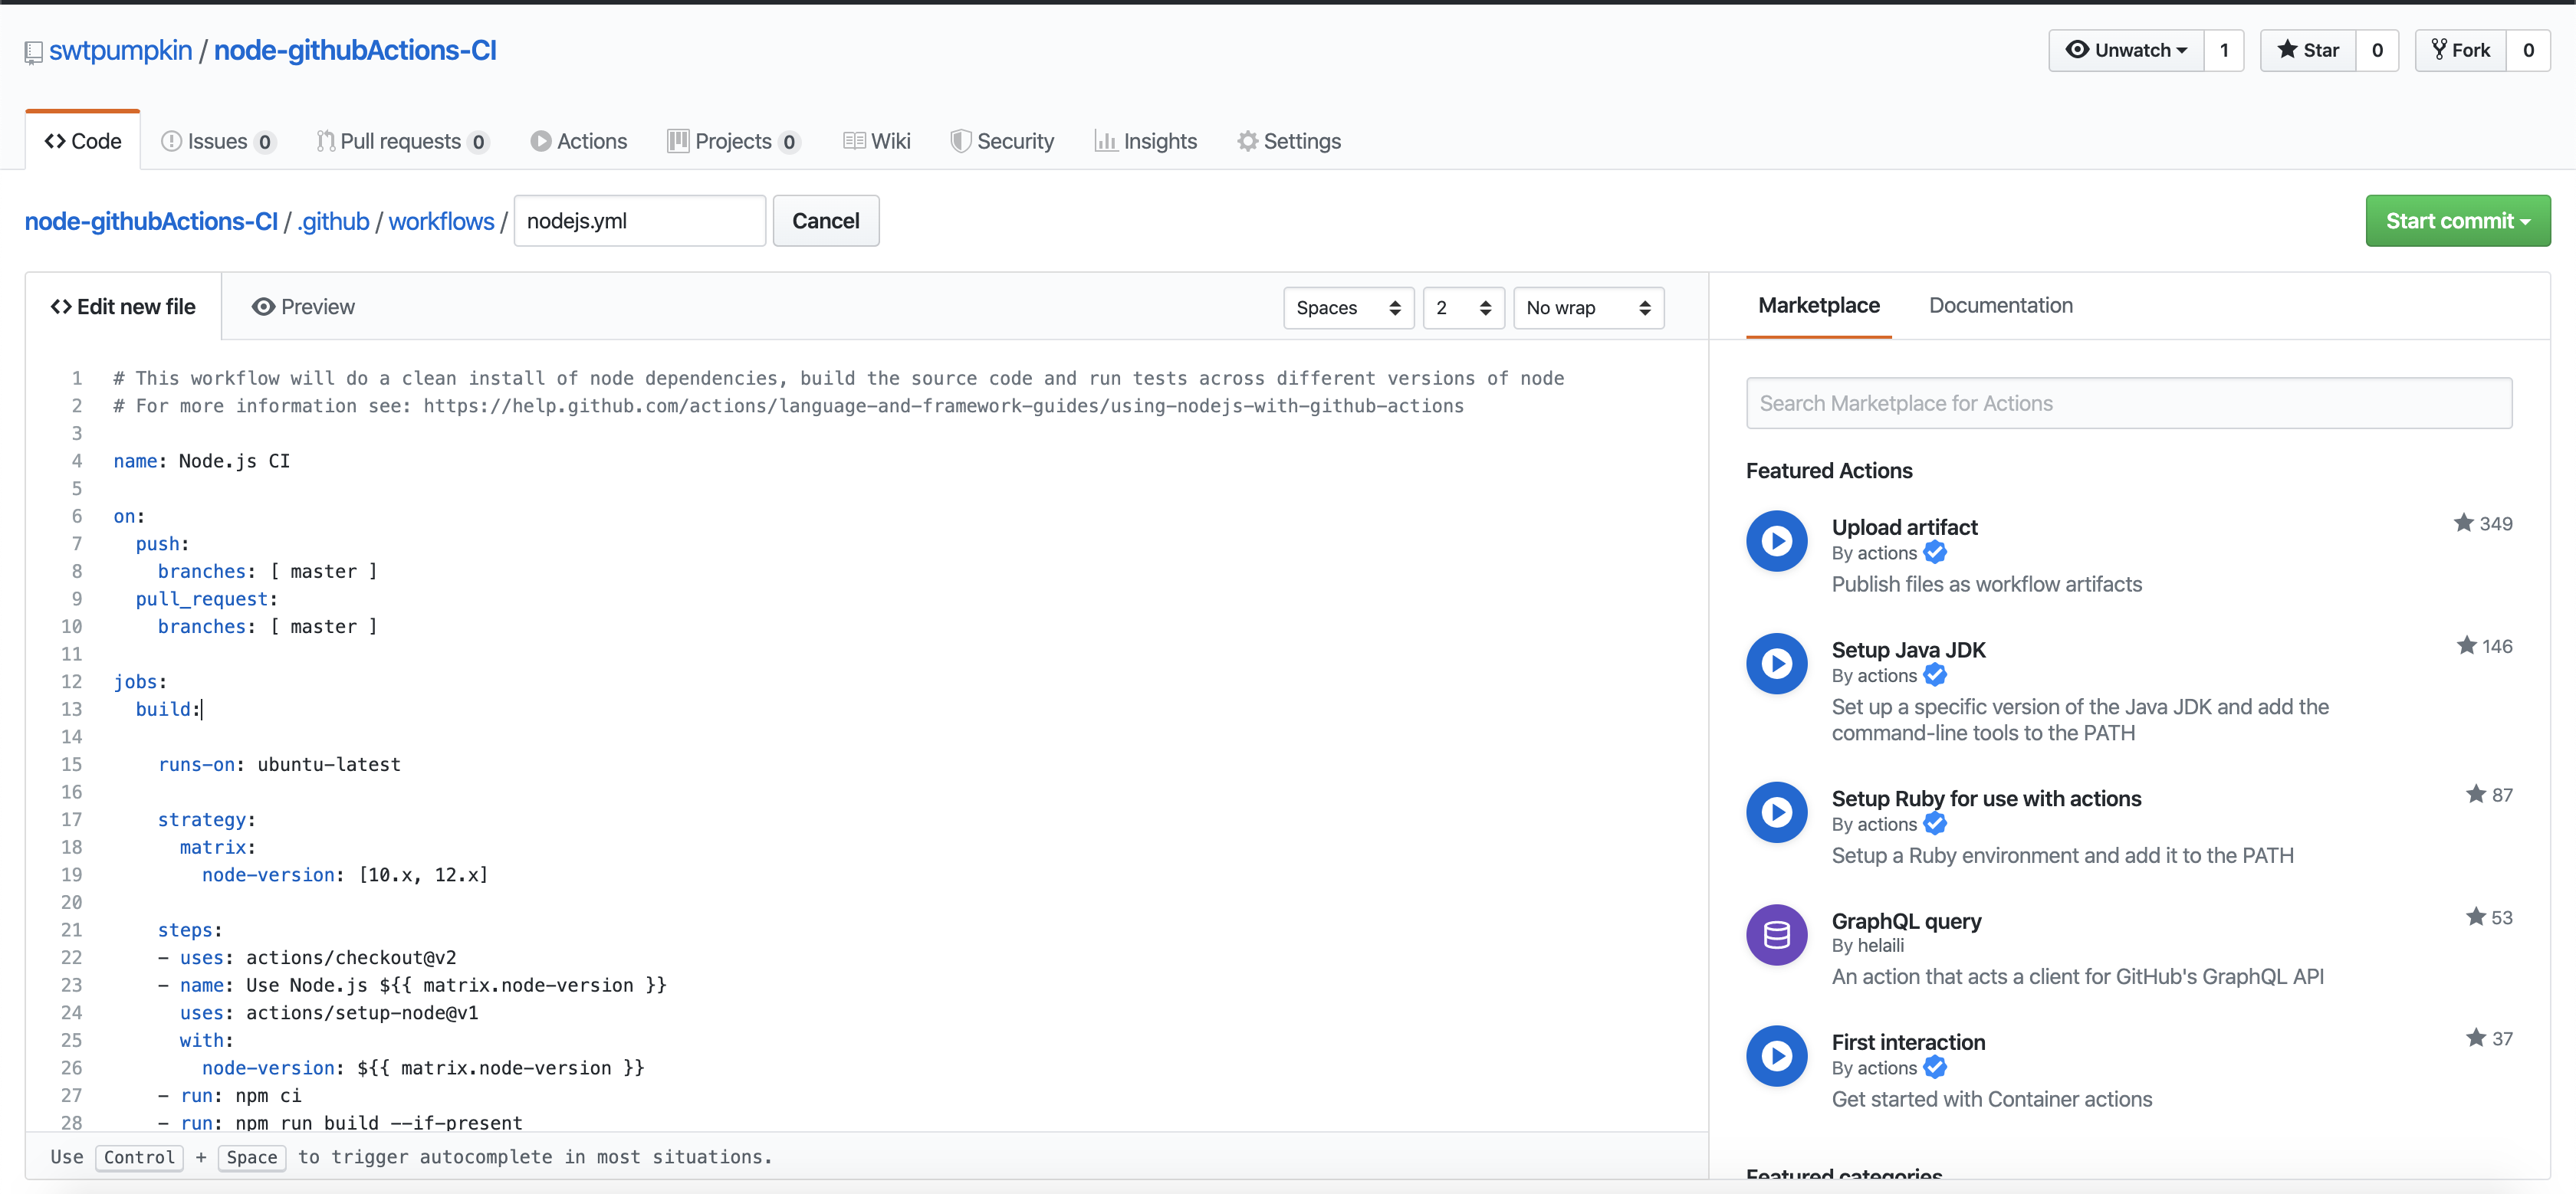 swtpumpkin / node-githubActions-CI
Unwatch 1 Star 0 Fork 0
Code Issues 0 Pull requests 0 Actions Projects 0 Wiki Security Insights Settings
node-githubActions-CI / .github / workflows / nodejs.yml Cancel Start commit
Edit new file Preview Spaces 2 No wrap
1 # This workflow will do a clean install of node dependencies, build the source code and run tests across different versions of node
2 # For more information see: https://help.github.com/actions/language-and-framework-guides/using-nodejs-with-github-actions
3
4 name: Node.js CI
5
6 on:
7 push:
8 branches: [ master ]
9 pull_request:
10 branches: [ master ]
11
12 jobs:
13 build:
14
15 runs-on: ubuntu-latest
16
17 strategy:
18 matrix:
19 node-version: [10.x, 12.x]
20
21 steps:
22 - uses: actions/checkout@v2
23 - name: Use Node.js ${{ matrix.node-version }}
24 uses: actions/setup-node@v1
25 with:
26 node-version: ${{ matrix.node-version }}
27 - run: npm ci
28 - run: npm run build --if-present
Use Control + Space to trigger autocomplete in most situations.
Marketplace Documentation
Search Marketplace for Actions
Featured Actions
Upload artifact 349
By actions
Publish files as workflow artifacts
Setup Java JDK 146
By actions
Set up a specific version of the Java JDK and add the
command-line tools to the PATH
Setup Ruby for use with actions 87
By actions
Setup a Ruby environment and add it to the PATH
GraphQL query 53
By helaili
An action that acts a client for GitHub's GraphQL API
First interaction 37
By actions
Get started with Container actions
Featured categories